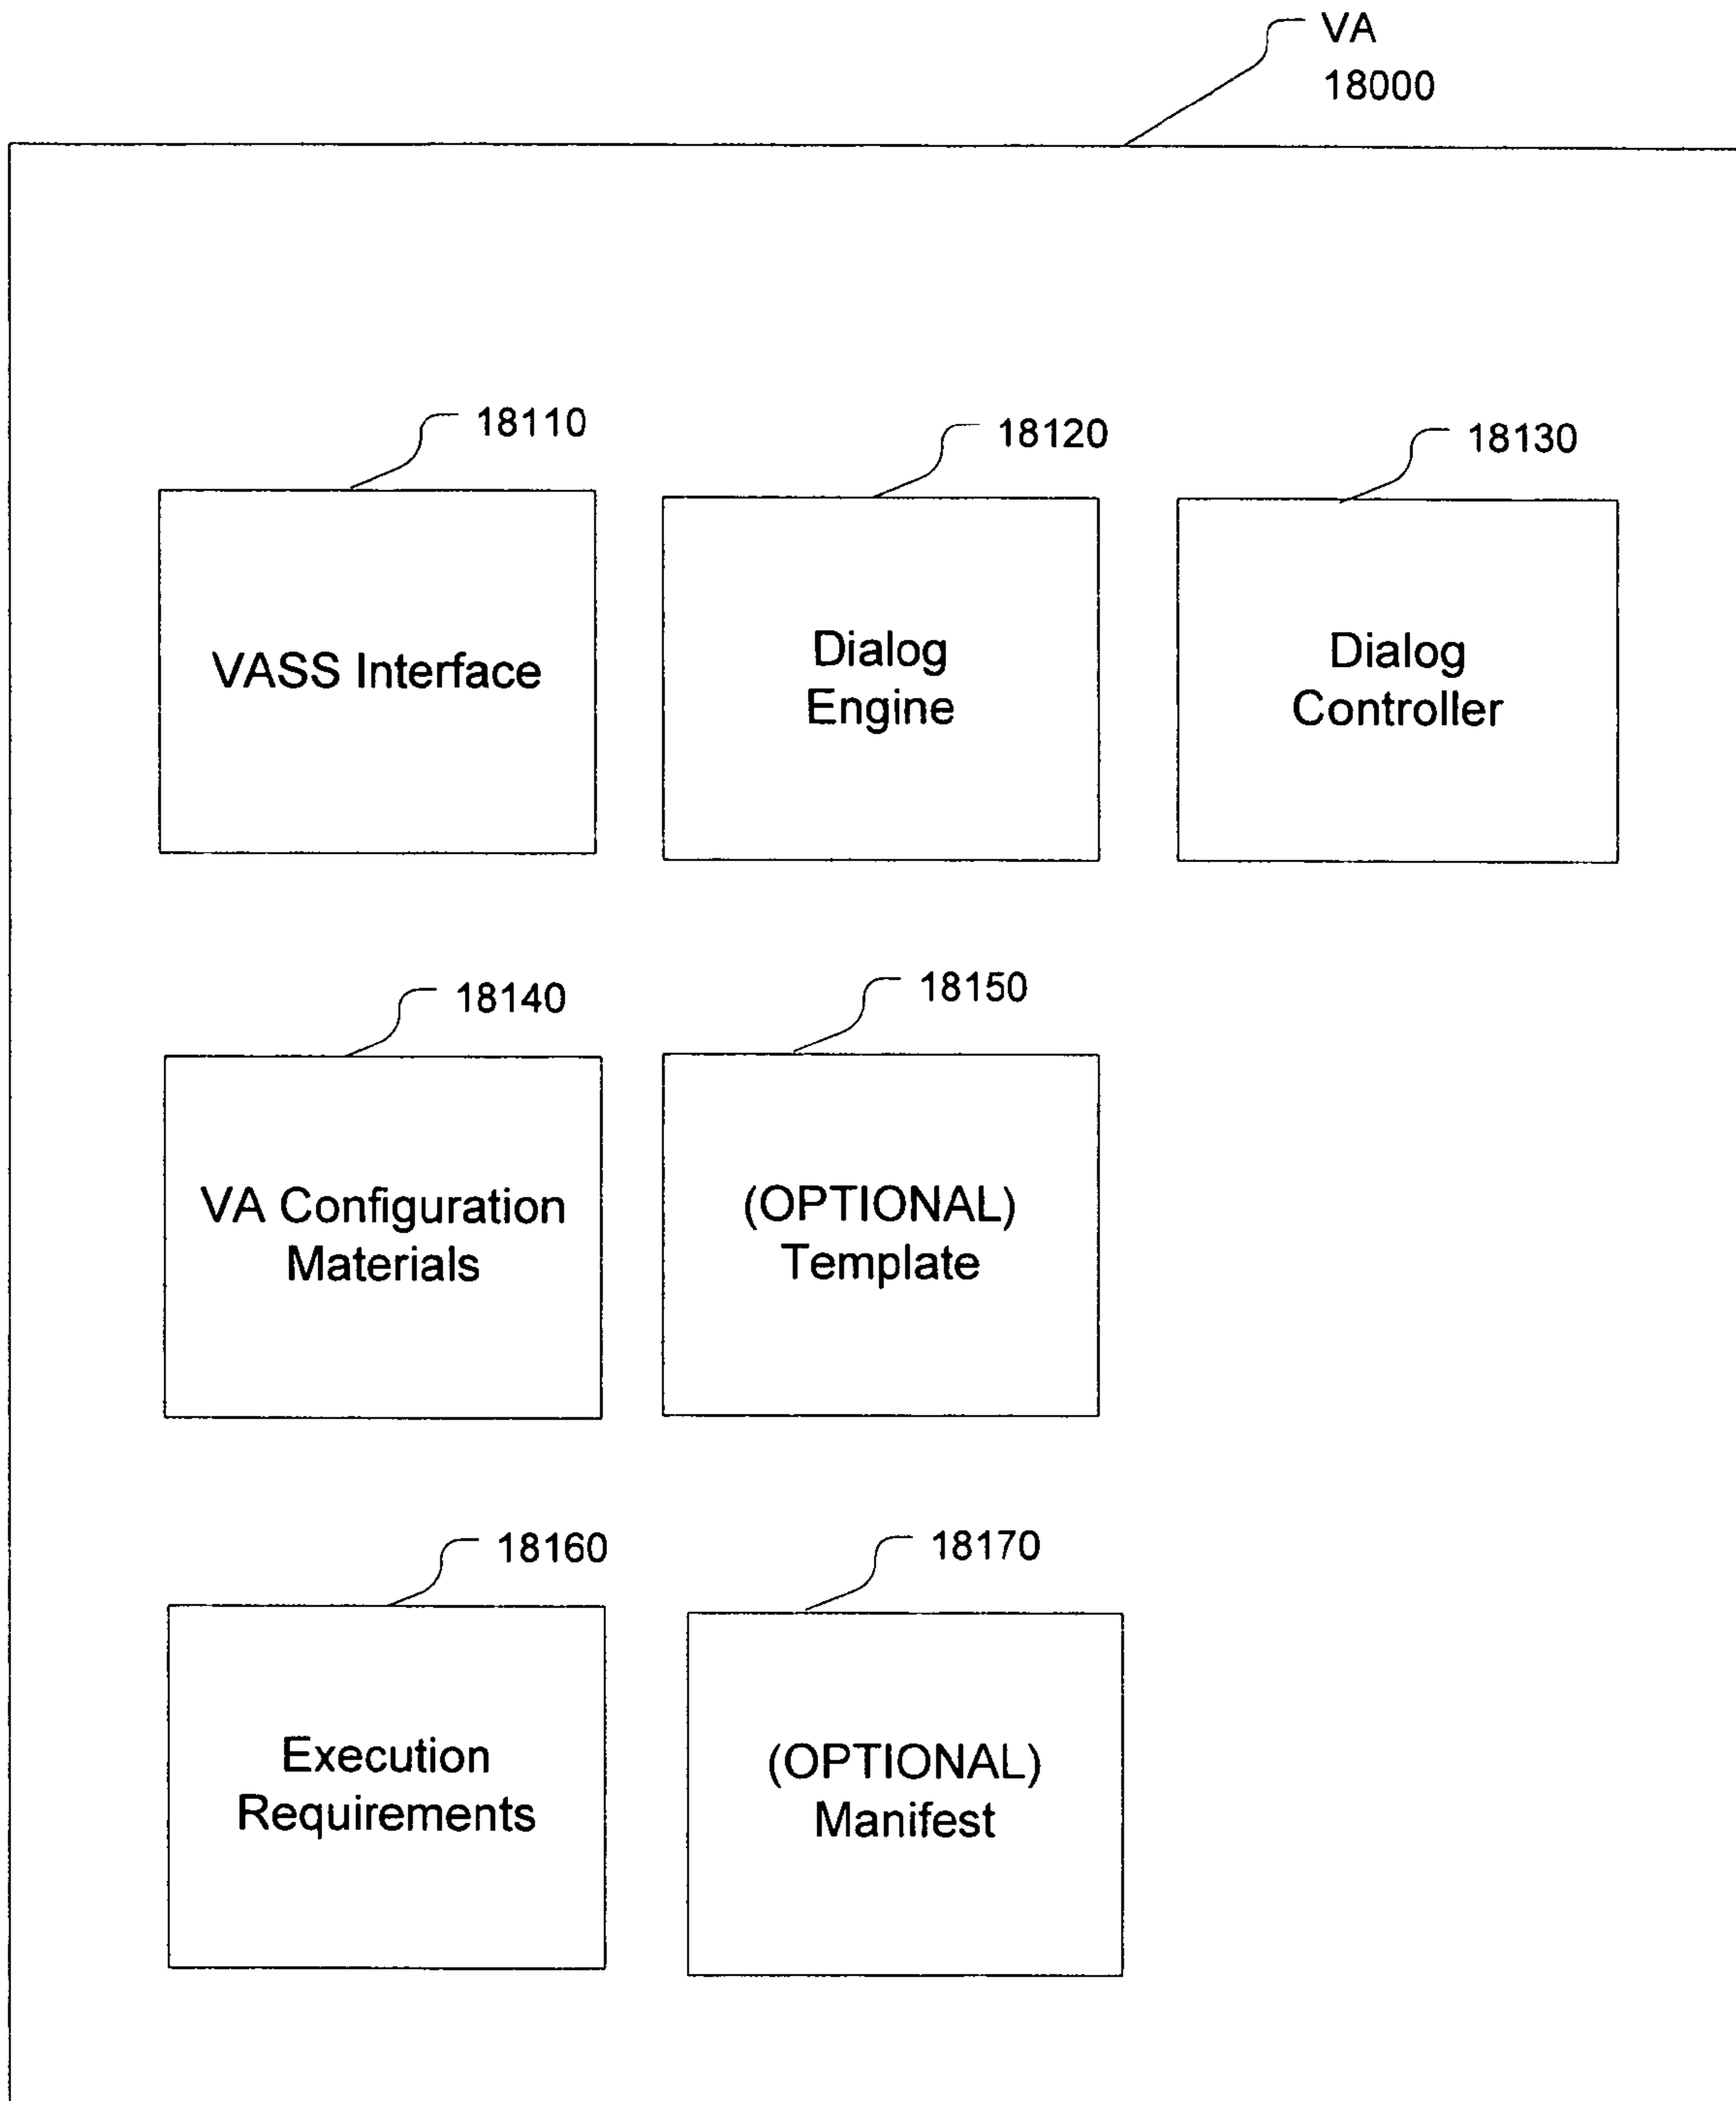 VA
18000
18110
18120
18130
VASS Interface
Dialog
Engine
Dialog
Controller
18140
18150
VA Configuration
Materials
(OPTIONAL)
Template
18160
18170
Execution
Requirements
(OPTIONAL)
Manifest